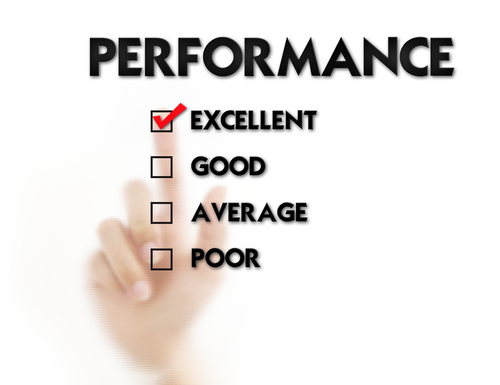 PERFORMANCE
EXCELLENT
GOOD
AVERAGE
POOR